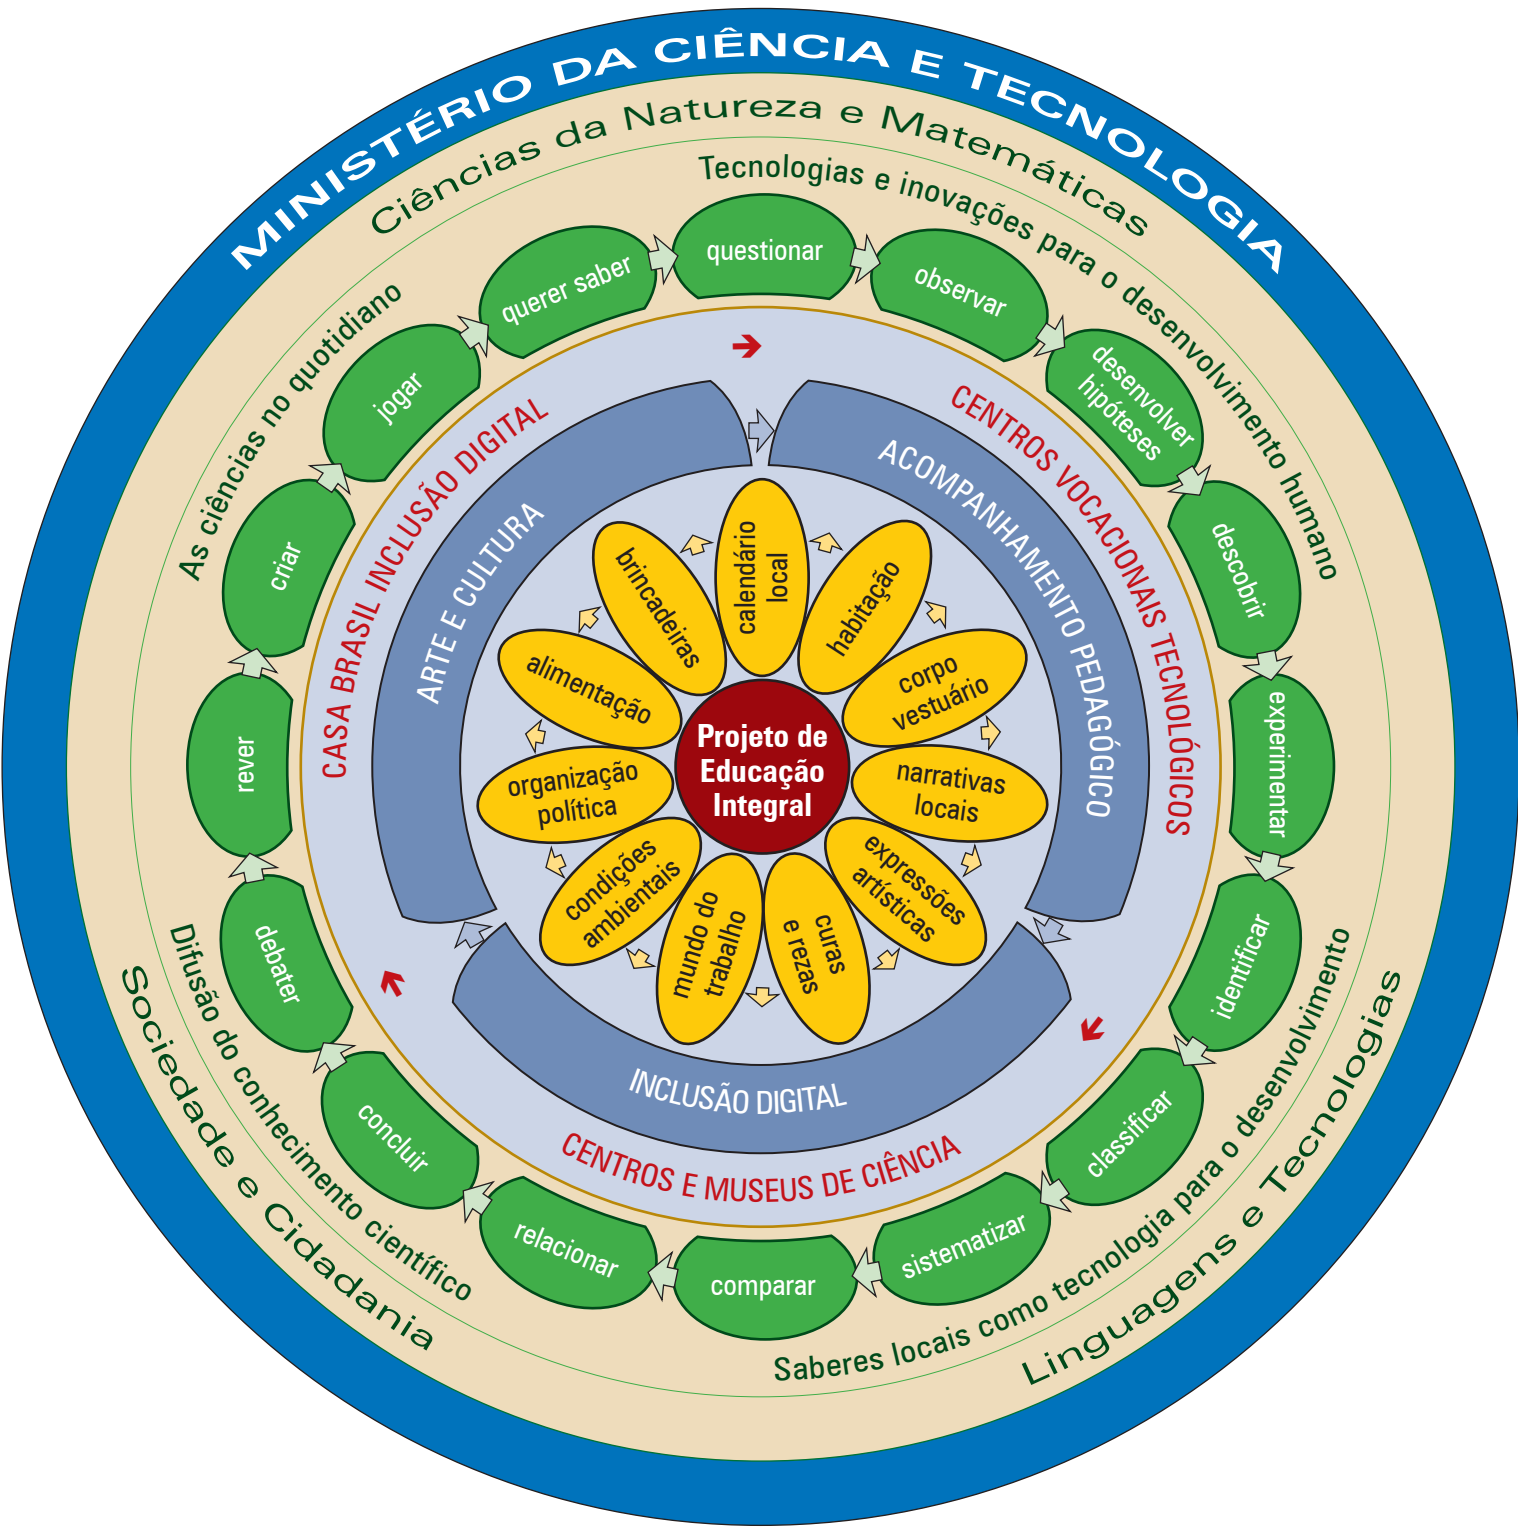 MINISTÉRIO DA CIÊNCIA E TECNOLOGIA
Ciências da Natureza e Matemáticas
Linguagens e Tecnologias
Sociedade e Cidadania
Tecnologias e inovações para o desenvolvimento humano
Saberes locais como tecnologia para o desenvolvimento
Difusão do conhecimento científico
As ciências no quotidiano
questionar
observar
desenvolver
hipóteses
descobrir
experimentar
identificar
classificar
sistematizar
comparar
relacionar
concluir
debater
rever
criar
jogar
querer saber
CENTROS VOCACIONAIS TECNOLÓGICOS
CENTROS E MUSEUS DE CIÊNCIA
CASA BRASIL INCLUSÃO DIGITAL
ACOMPANHAMENTO PEDAGÓGICO
INCLUSÃO DIGITAL
ARTE E CULTURA
calendário
local
habitação
corpo
vestuário
narrativas
locais
expressões
artísticas
curas
e rezas
mundo do
trabalho
condições
ambientais
organização
política
alimentação
brincadeiras
Projeto de
Educação
Integral